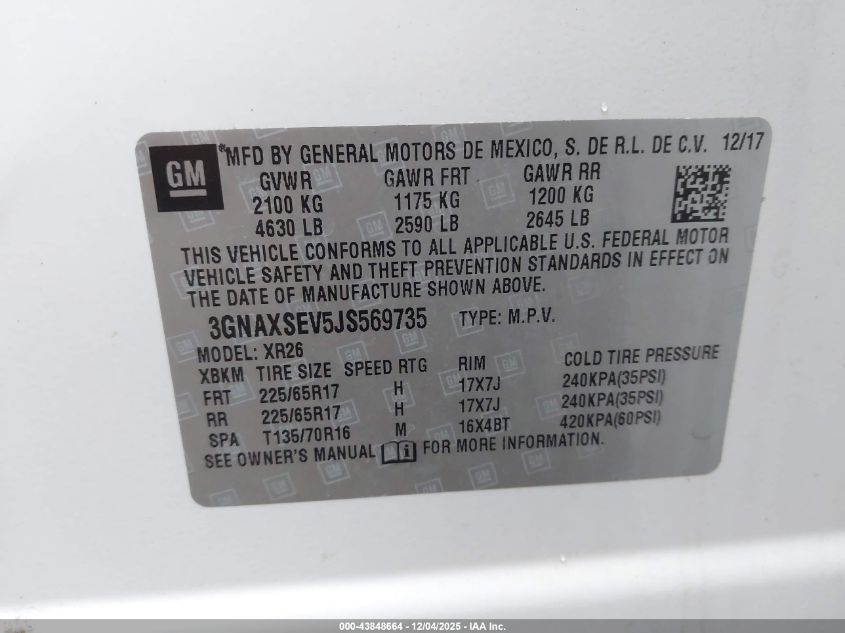 GM
*MFD BY GENERAL MOTORS DE MEXICO, S. DE R.L. DE C.V. 12/17
GVWR GAWR FRT GAWR RR
2100 KG 1175 KG 1200 KG
4630 LB 2590 LB 2645 LB
THIS VEHICLE CONFORMS TO ALL APPLICABLE U.S. FEDERAL MOTOR
VEHICLE SAFETY AND THEFT PREVENTION STANDARDS IN EFFECT ON
THE DATE OF MANUFACTURE SHOWN ABOVE.
3GNAXSEV5JS569735 TYPE: M.P.V.
MODEL: XR26
XBKM TIRE SIZE SPEED RTG RIM COLD TIRE PRESSURE
FRT 225/65R17 H 17X7J 240KPA(35PSI)
RR 225/65R17 H 17X7J 240KPA(35PSI)
SPA T135/70R16 M 16X4BT 420KPA(60PSI)
SEE OWNER'S MANUAL i FOR MORE INFORMATION.
000-43848664 - 12/04/2025 - IAA Inc.